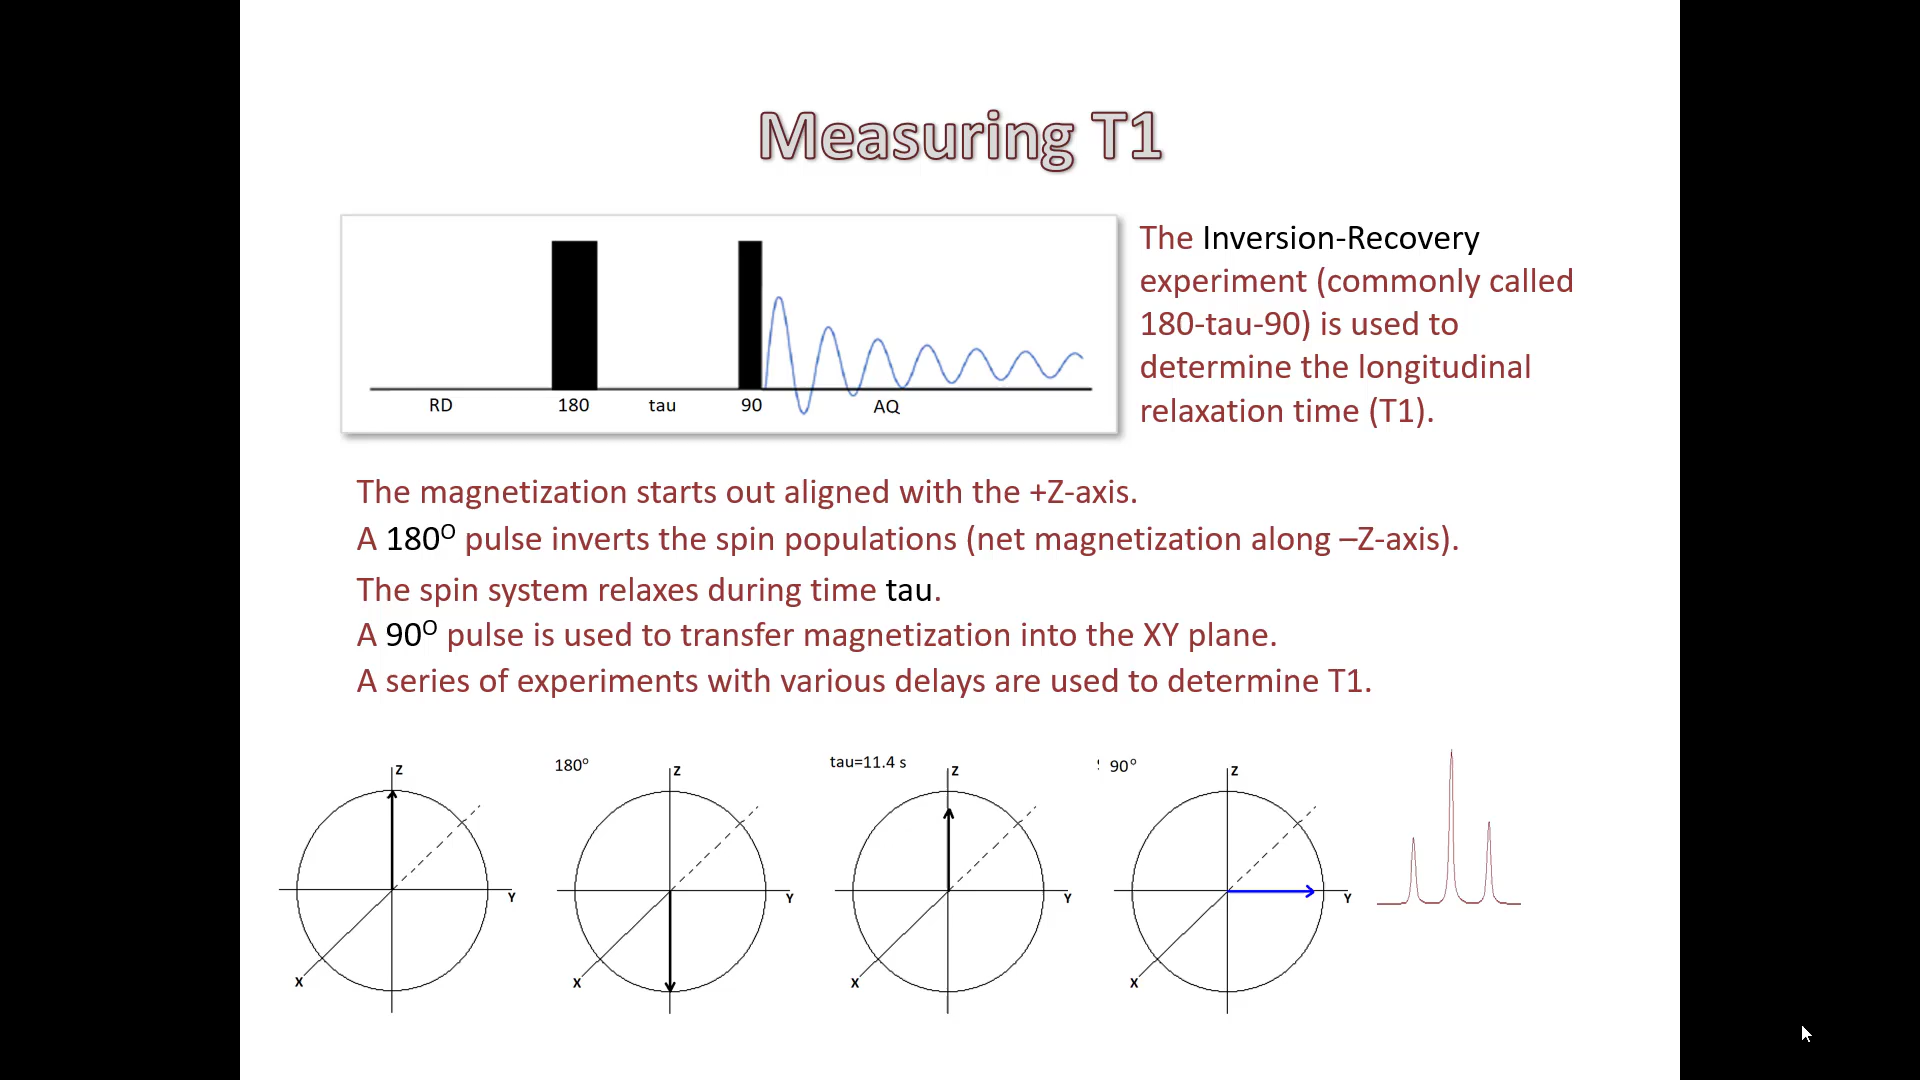 Measuring T1
RD 180 tau 90 AQ
The Inversion-Recovery
experiment (commonly called
180-tau-90) is used to
determine the longitudinal
relaxation time (T1).
The magnetization starts out aligned with the +Z-axis.
A 180ᴼ pulse inverts the spin populations (net magnetization along –Z-axis).
The spin system relaxes during time tau.
A 90ᴼ pulse is used to transfer magnetization into the XY plane.
A series of experiments with various delays are used to determine T1.
Z
Y
X
180º
Z
Y
X
tau=11.4 s
Z
Y
X
90º
Z
Y
X